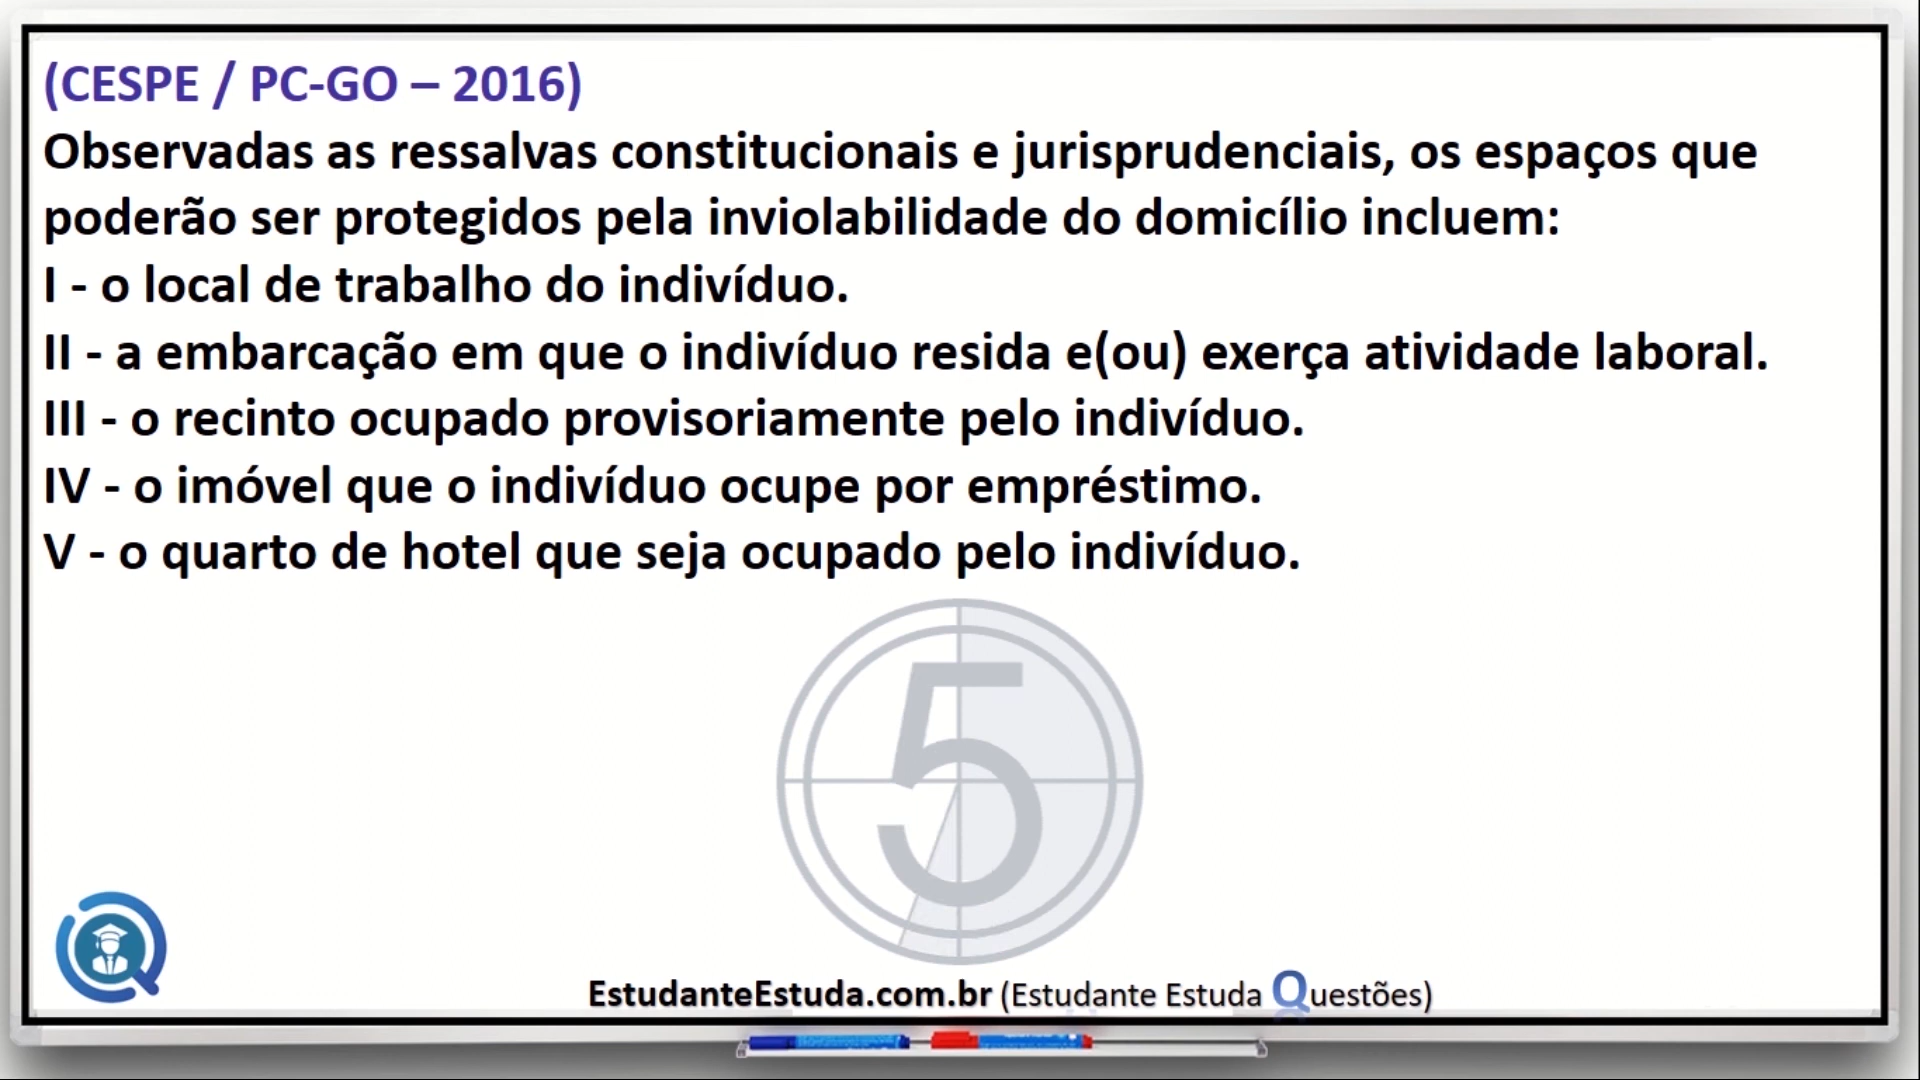 (CESPE / PC-GO – 2016)
Observadas as ressalvas constitucionais e jurisprudenciais, os espaços que
poderão ser protegidos pela inviolabilidade do domicílio incluem:
I - o local de trabalho do indivíduo.
II - a embarcação em que o indivíduo resida e(ou) exerça atividade laboral.
III - o recinto ocupado provisoriamente pelo indivíduo.
IV - o imóvel que o indivíduo ocupe por empréstimo.
V - o quarto de hotel que seja ocupado pelo indivíduo.
5
EstudanteEstuda.com.br (Estudante Estuda Questões)